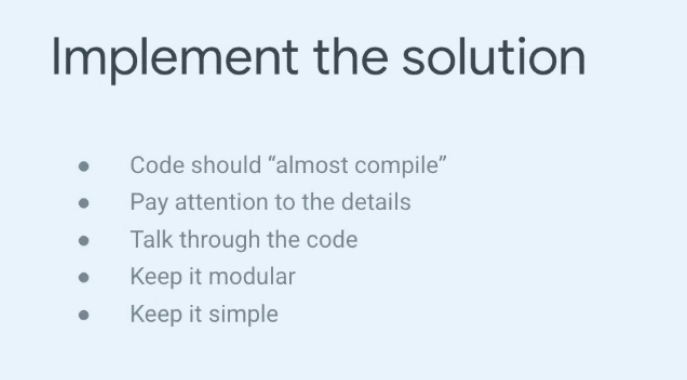 Implement the solution
● Code should “almost compile”
● Pay attention to the details
● Talk through the code
● Keep it modular
● Keep it simple